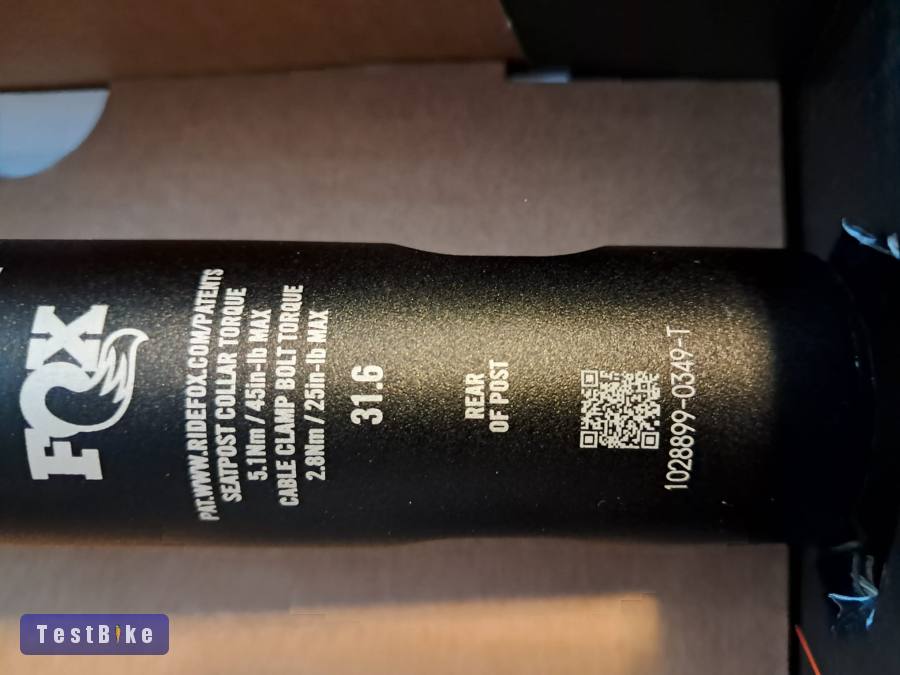 FOX
PAT.WWW.RIDEFOX.COM/PATENTS
SEATPOST COLLAR TORQUE
5.1Nm / 45in-lb MAX
CABLE CLAMP BOLT TORQUE
2.8Nm / 25in-lb MAX
31.6
REAR
OF POST
1028899-0349-T
TestBike